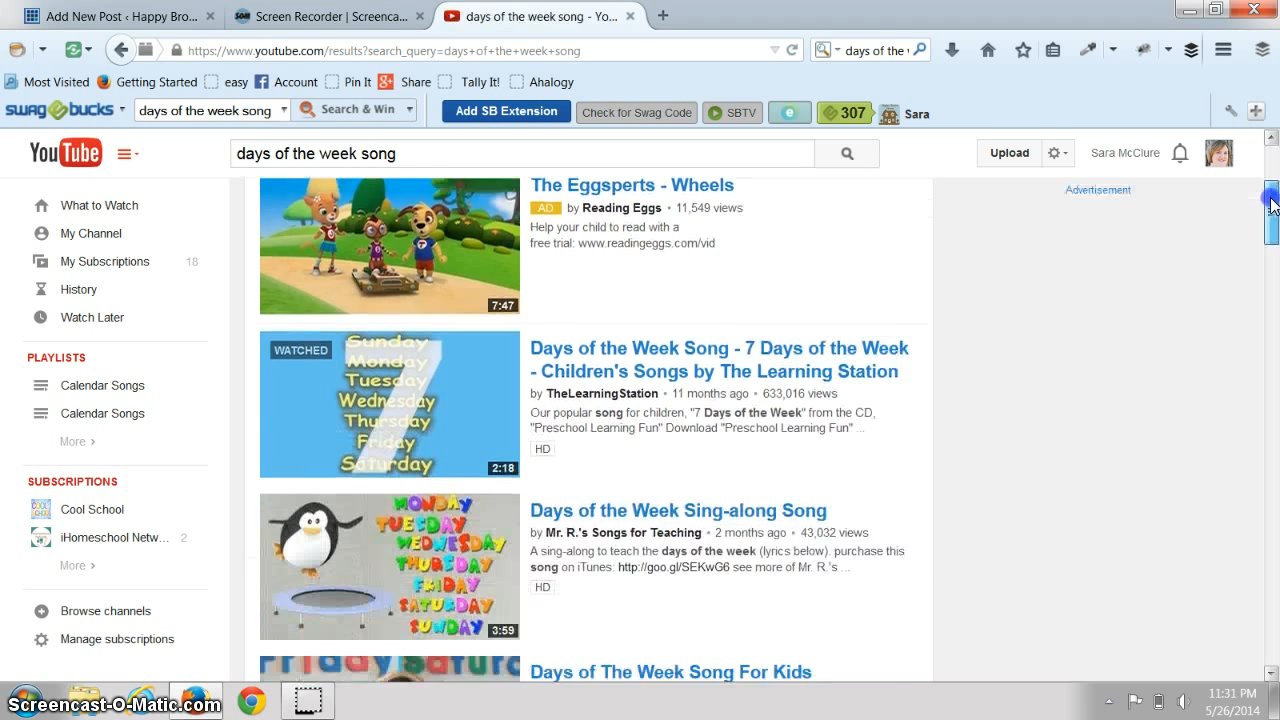 Add New Post ‹ Happy Bro...
Screen Recorder | Screenca...
days of the week song - Yo...
https://www.youtube.com/results?search_query=days+of+the+week+song
days of the
Most Visited
Getting Started
easy
Account
Pin It
Share
Tally It!
Ahalogy
swagbucks
days of the week song
Search & Win
Add SB Extension
Check for Swag Code
SBTV
307
Sara
YouTube
days of the week song
Upload
Sara McClure
What to Watch
My Channel
My Subscriptions 18
History
Watch Later
PLAYLISTS
Calendar Songs
Calendar Songs
More ›
SUBSCRIPTIONS
Cool School
iHomeschool Netw... 2
More ›
Browse channels
Manage subscriptions
7:47
The Eggsperts - Wheels
AD by Reading Eggs • 11,549 views
Help your child to read with a
free trial: www.readingeggs.com/vid
WATCHED
Sunday
Monday
Tuesday
Wednesday
Thursday
Friday
Saturday
7
2:18
Days of the Week Song - 7 Days of the Week
- Children's Songs by The Learning Station
by TheLearningStation • 11 months ago • 633,016 views
Our popular song for children, "7 Days of the Week" from the CD,
"Preschool Learning Fun" Download "Preschool Learning Fun" ...
HD
MONDAY
TUESDAY
WEDNESDAY
THURSDAY
FRIDAY
SATURDAY
SUNDAY
3:59
Days of the Week Sing-along Song
by Mr. R.'s Songs for Teaching • 2 months ago • 43,032 views
A sing-along to teach the days of the week (lyrics below). purchase this
song on iTunes: http://goo.gl/SEKwG6 see more of Mr. R.'s ...
HD
Days of The Week Song For Kids
Advertisement
Screencast-O-Matic.com
11:31 PM
5/26/2014